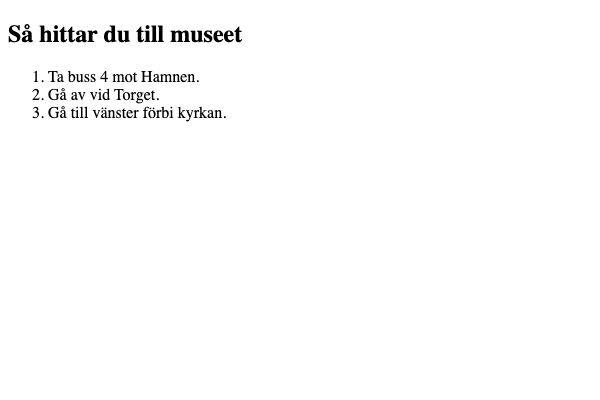 Så hittar du till museet
1. Ta buss 4 mot Hamnen.
2. Gå av vid Torget.
3. Gå till vänster förbi kyrkan.